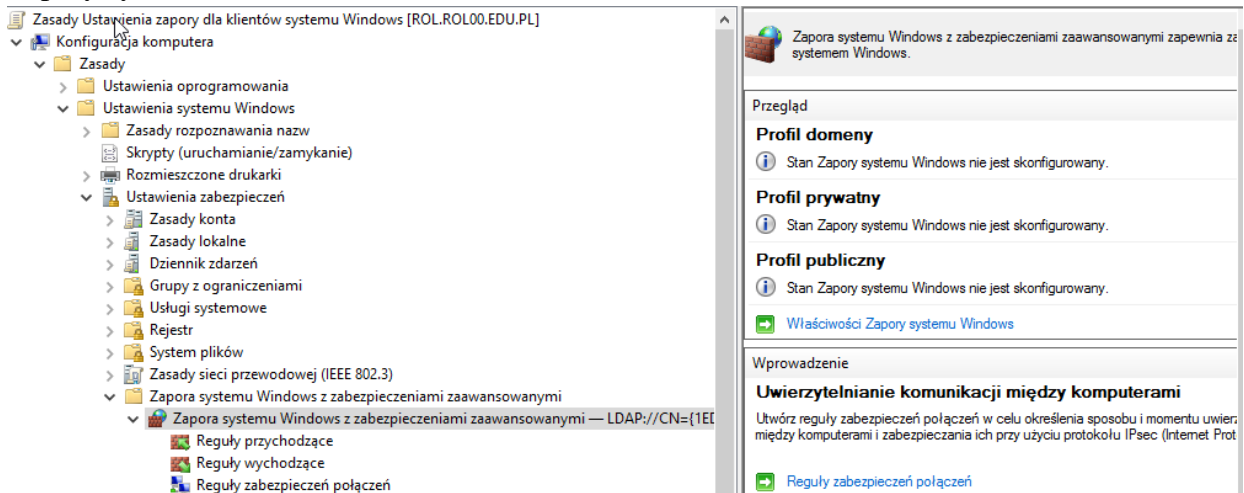 Zasady Ustawienia zapory dla klientów systemu Windows [ROL.ROL00.EDU.PL]
Konfiguracja komputera
Zasady
Ustawienia oprogramowania
Ustawienia systemu Windows
Zasady rozpoznawania nazw
Skrypty (uruchamianie/zamykanie)
Rozmieszczone drukarki
Ustawienia zabezpieczeń
Zasady konta
Zasady lokalne
Dziennik zdarzeń
Grupy z ograniczeniami
Usługi systemowe
Rejestr
System plików
Zasady sieci przewodowej (IEEE 802.3)
Zapora systemu Windows z zabezpieczeniami zaawansowanymi
Zapora systemu Windows z zabezpieczeniami zaawansowanymi — LDAP://CN={1ED
Reguły przychodzące
Reguły wychodzące
Reguły zabezpieczeń połączeń
Zapora systemu Windows z zabezpieczeniami zaawansowanymi zapewnia za
systemem Windows.
Przegląd
Profil domeny
Stan Zapory systemu Windows nie jest skonfigurowany.
Profil prywatny
Stan Zapory systemu Windows nie jest skonfigurowany.
Profil publiczny
Stan Zapory systemu Windows nie jest skonfigurowany.
Właściwości Zapory systemu Windows
Wprowadzenie
Uwierzytelnianie komunikacji między komputerami
Utwórz reguły zabezpieczeń połączeń w celu określenia sposobu i momentu uwierz
między komputerami i zabezpieczania ich przy użyciu protokołu IPsec (Internet Prot
Reguły zabezpieczeń połączeń